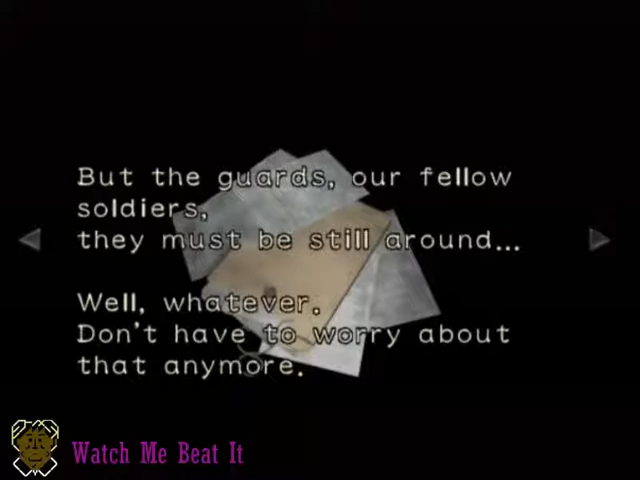 But the guards, our fellow
soldiers,
they must be still around...
Well, whatever.
Don't have to worry about
that anymore.
Watch Me Beat It